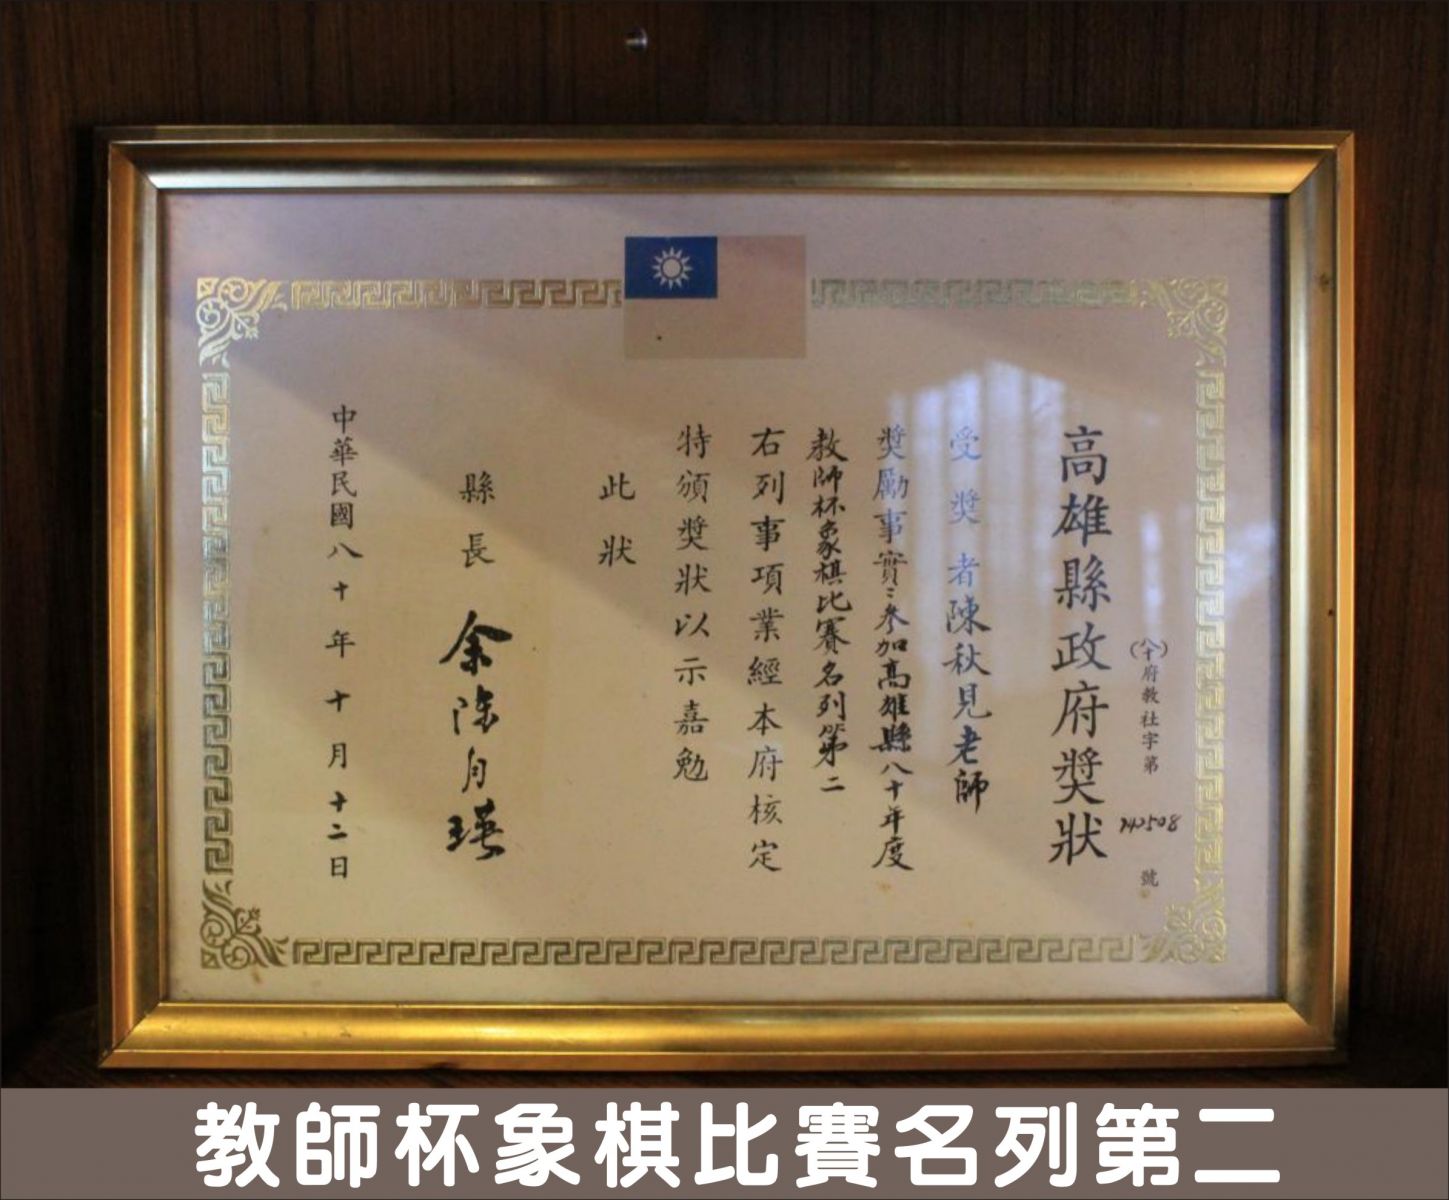 (八十)府教社字第 號
高雄縣政府獎狀
受獎者陳秋見老師
獎勵事實：參加高雄縣八十年度
教師杯象棋比賽名列第二
右列事項業經本府核定
特頒獎狀以示嘉勉
此狀
縣長 余陳月瑛
中華民國八十年十月十二日
教師杯象棋比賽名列第二